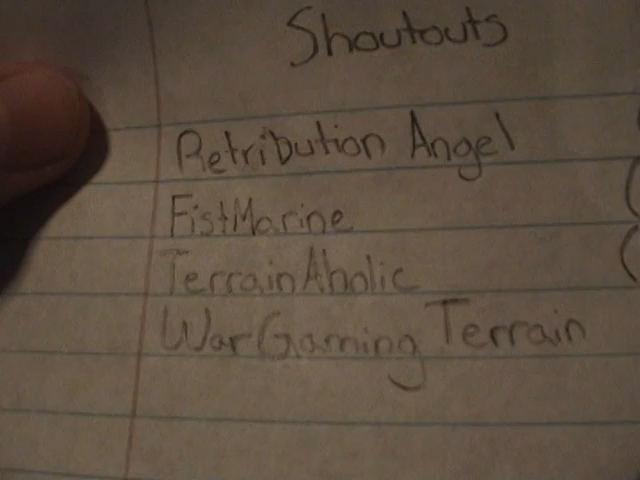 Shoutouts
Retribution Angel
FistMarine
TerrainAholic
WarGaming Terrain